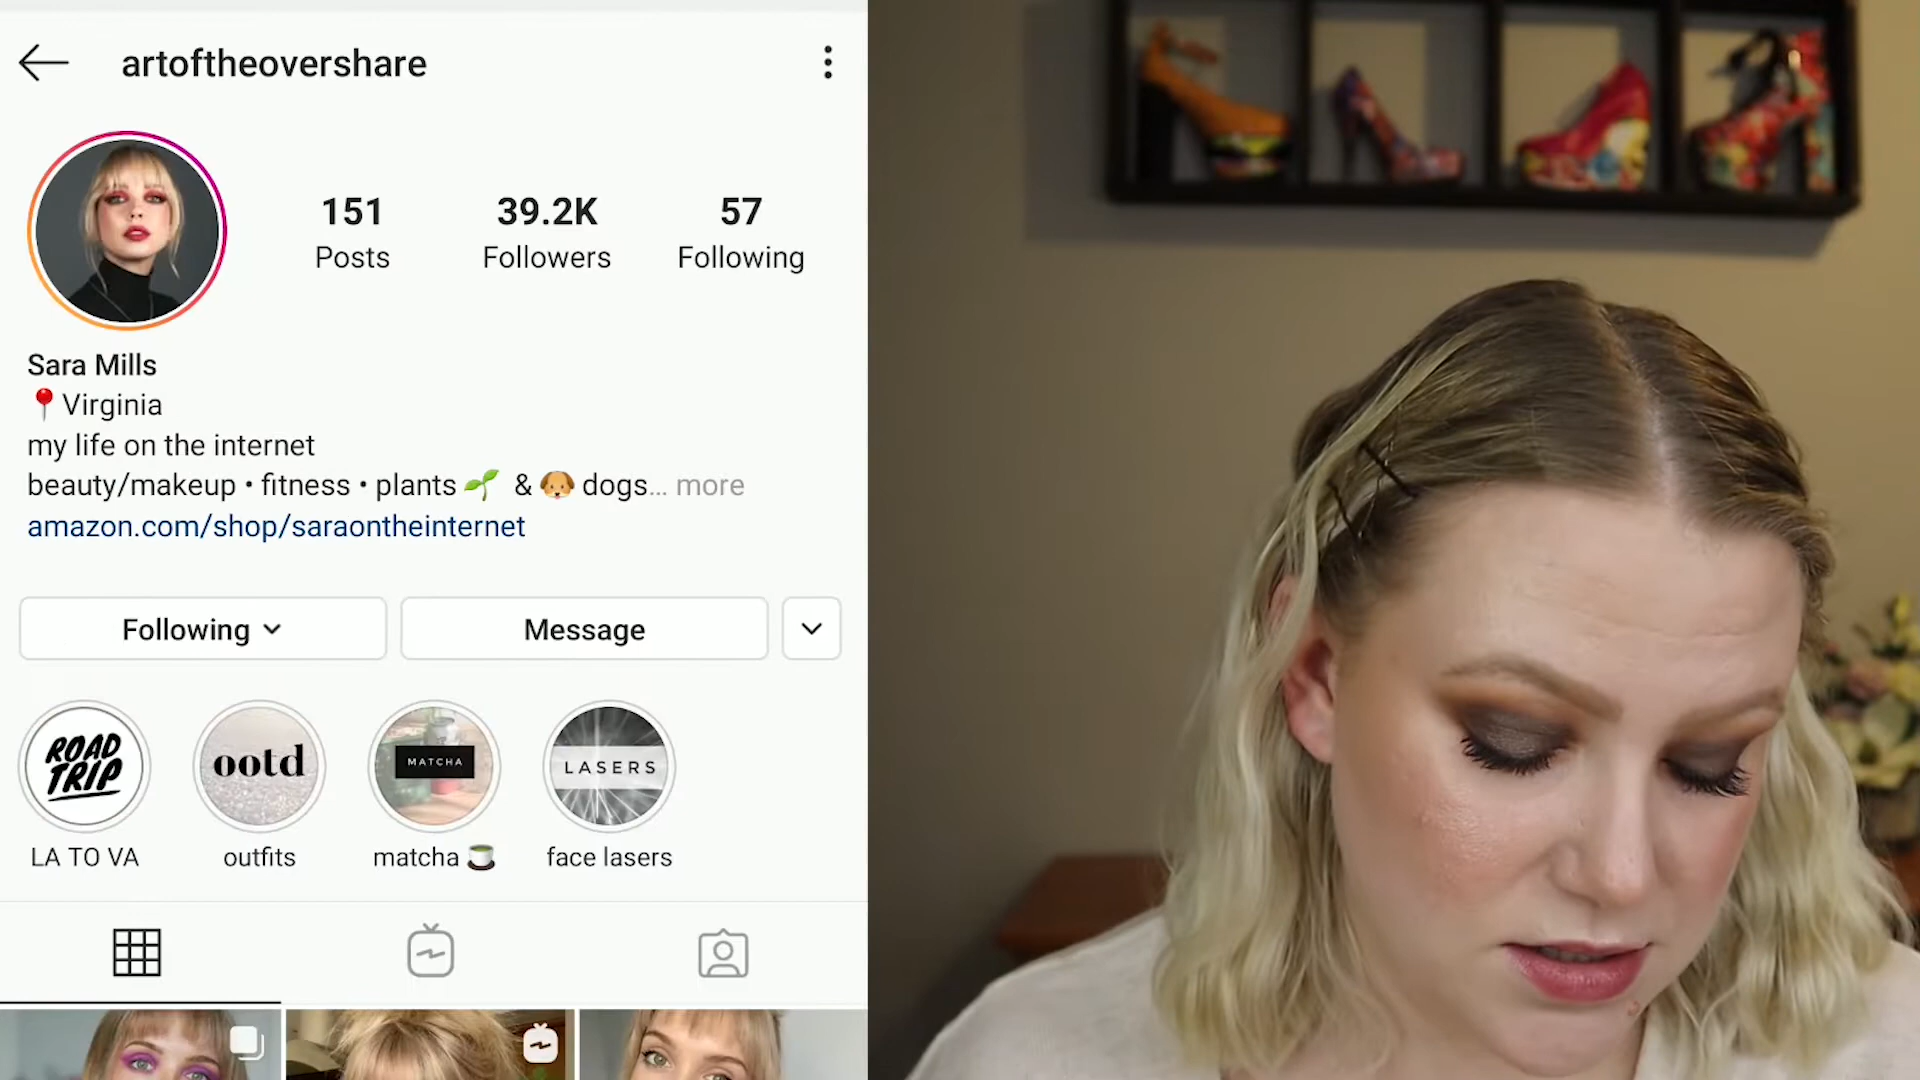 artoftheovershare
151
39.2K
57
Posts
Followers
Following
Sara Mills
📍Virginia
my life on the internet
beauty/makeup • fitness • plants🌱 & 🐶 dogs... more
amazon.com/shop/saraontheinternet
Following
Message
ROAD
TRIP
ootd
MATCHA
LASERS
LA TO VA
outfits
matcha 🍵
face lasers